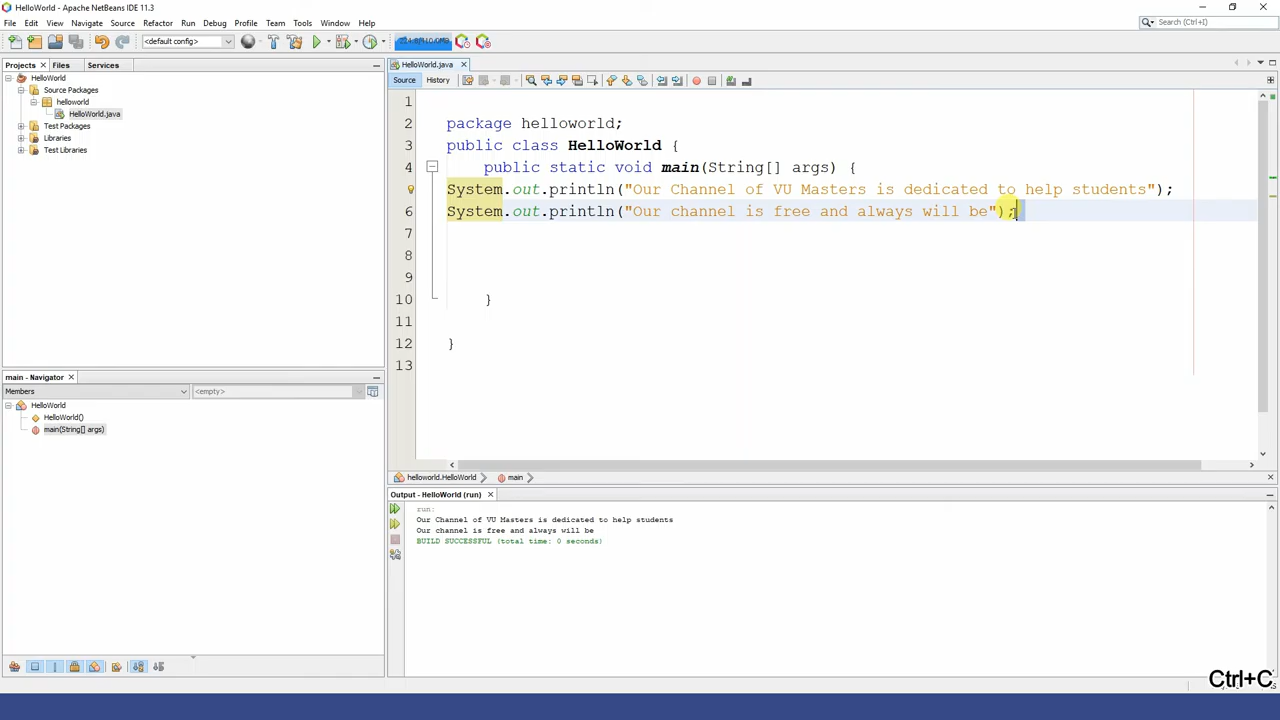 HelloWorld - Apache NetBeans IDE 11.3
File Edit View Navigate Source Refactor Run Debug Profile Team Tools Window Help
Search (Ctrl+I)
<default config>
Projects Files Services
HelloWorld
Source Packages
helloworld
HelloWorld.java
Test Packages
Libraries
Test Libraries
main - Navigator
Members <empty>
HelloWorld
HelloWorld()
main(String[] args)
HelloWorld.java
Source History
1
2 package helloworld;
3 public class HelloWorld {
4 public static void main(String[] args) {
System.out.println("Our Channel of VU Masters is dedicated to help students");
6 System.out.println("Our channel is free and always will be");
7
8
9
10 }
11
12 }
13
helloworld.HelloWorld main
Output - HelloWorld (run)
run:
Our Channel of VU Masters is dedicated to help students
Our channel is free and always will be
BUILD SUCCESSFUL (total time: 0 seconds)
Ctrl+C